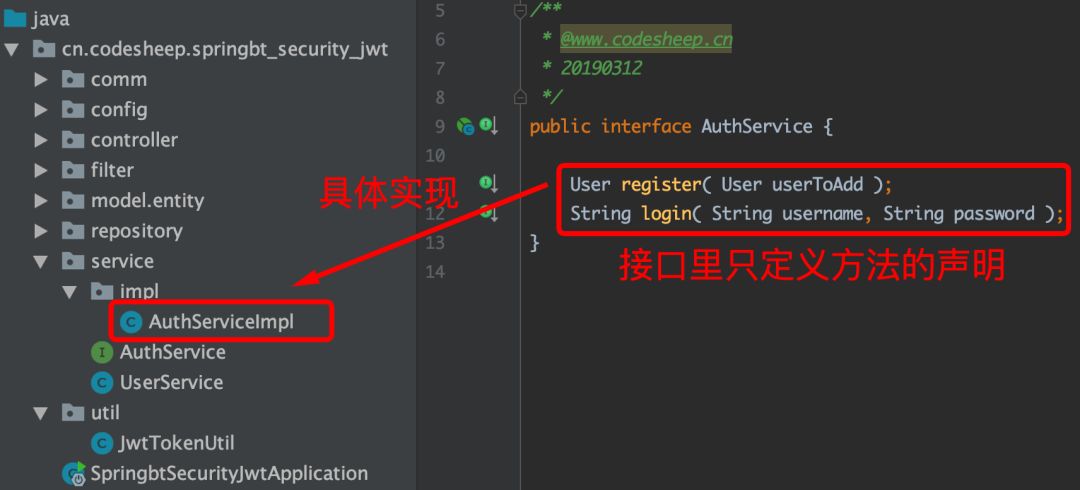 java
cn.codesheep.springbt_security_jwt
comm
config
controller
filter
model.entity
repository
service
impl
AuthServiceImpl
AuthService
UserService
util
JwtTokenUtil
SpringbtSecurityJwtApplication
5 /**
6 * @www.codesheep.cn
7 * 20190312
8 */
9 public interface AuthService {
10
User register( User userToAdd );
12 String login( String username, String password );
13 }
14
具体实现
接口里只定义方法的声明